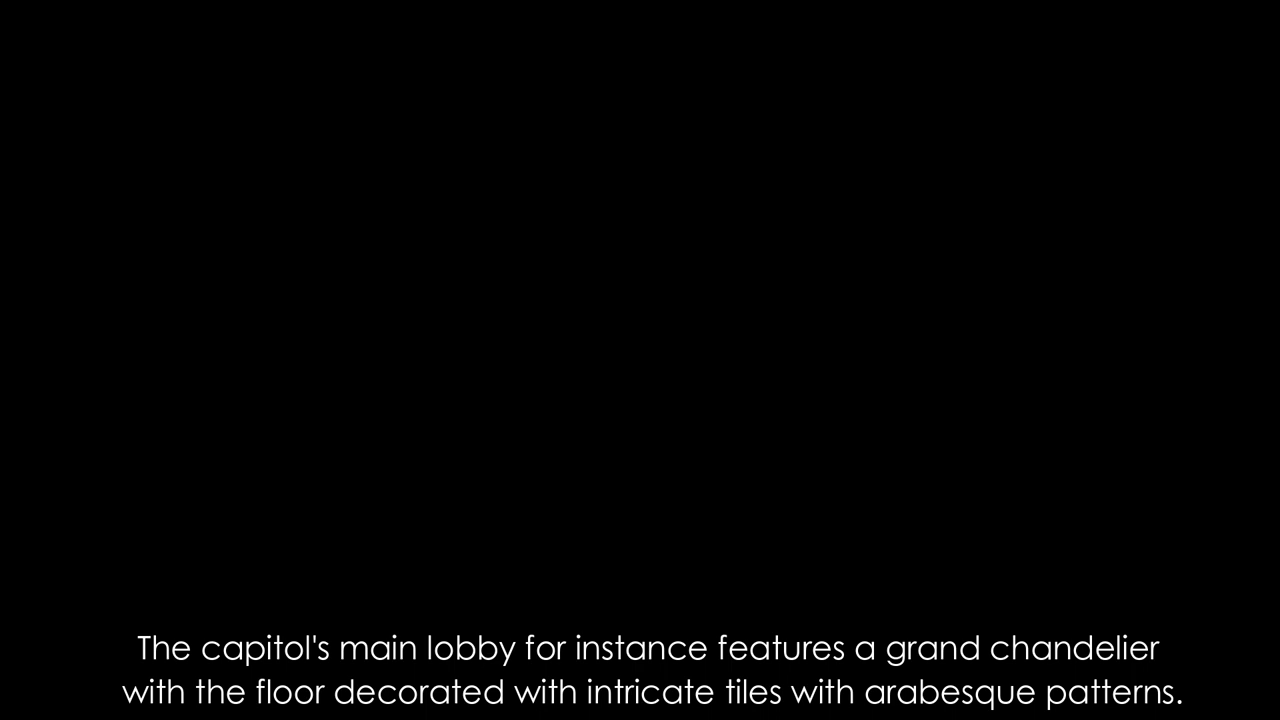 The capitol's main lobby for instance features a grand chandelier
with the floor decorated with intricate tiles with arabesque patterns.